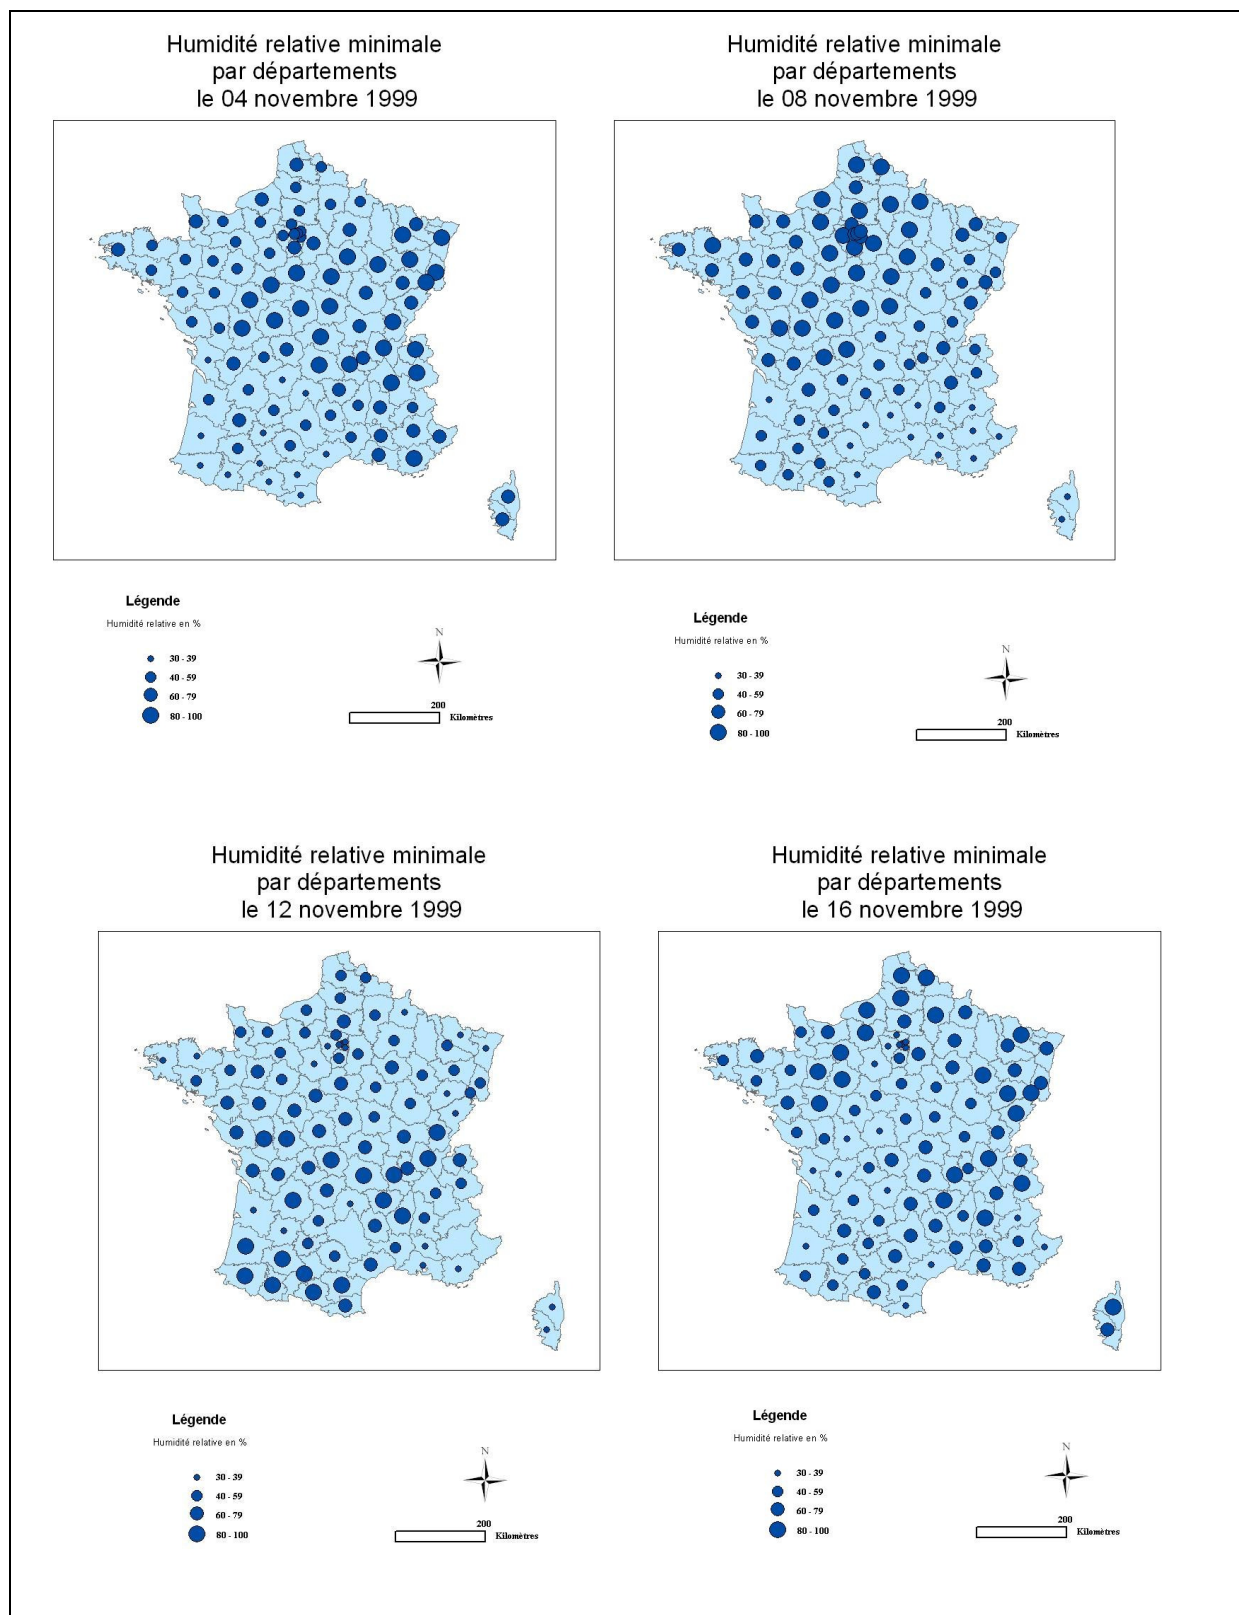 Humidité relative minimale
par départements
le 04 novembre 1999
Humidité relative minimale
par départements
le 08 novembre 1999
Légende
Humidité relative en %
30 - 39
40 - 59
60 - 79
80 - 100
N
200
Kilomètres
Légende
Humidité relative en %
30 - 39
40 - 59
60 - 79
80 - 100
N
200
Kilomètres
Humidité relative minimale
par départements
le 12 novembre 1999
Humidité relative minimale
par départements
le 16 novembre 1999
Légende
Humidité relative en %
30 - 39
40 - 59
60 - 79
80 - 100
N
200
Kilomètres
Légende
Humidité relative en %
30 - 39
40 - 59
60 - 79
80 - 100
N
200
Kilomètres